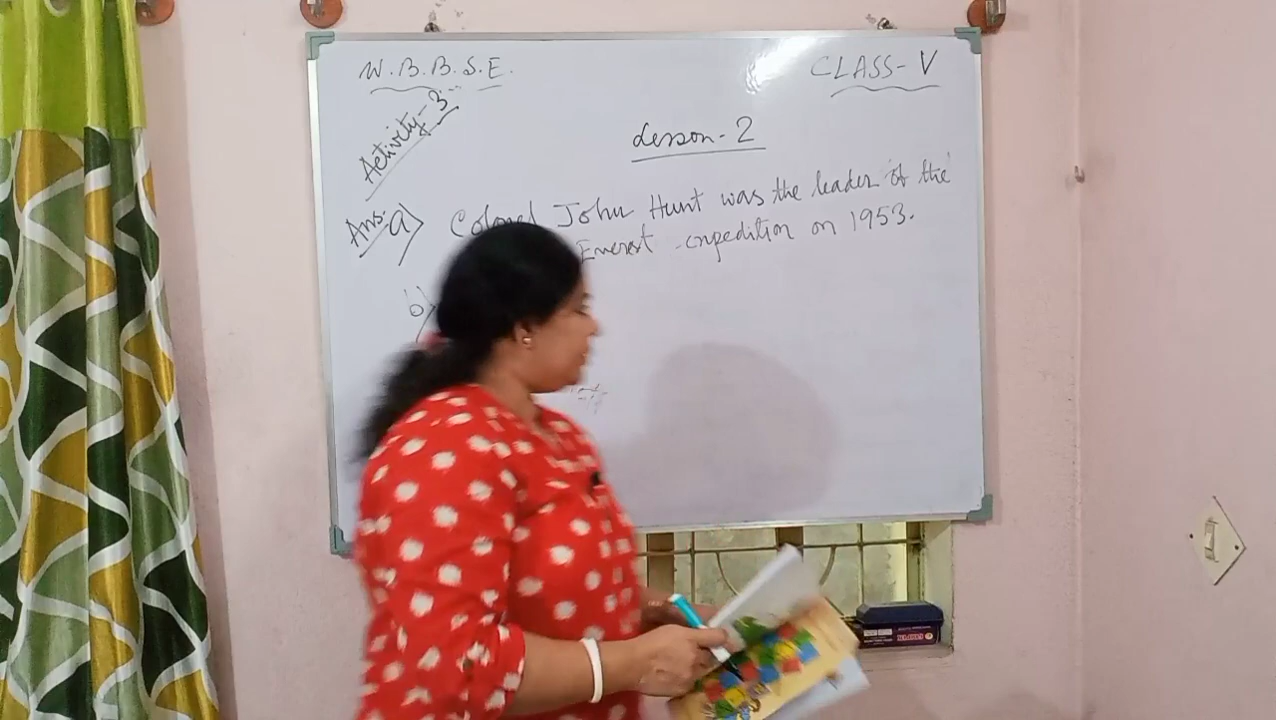 W.B.B.S.E.
CLASS-V
Activity-3
Lesson-2
Ans:- a) Colonel John Hunt was the leader of the
Everest expedition on 1953.
b)